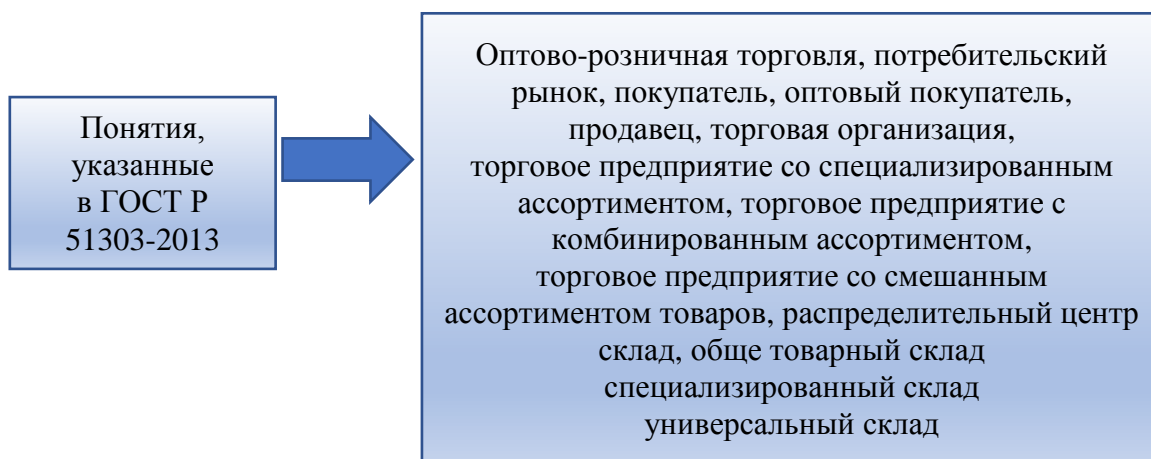 Понятия,
указанные
в ГОСТ Р
51303-2013
Оптово-розничная торговля, потребительский
рынок, покупатель, оптовый покупатель,
продавец, торговая организация,
торговое предприятие со специализированным
ассортиментом, торговое предприятие с
комбинированным ассортиментом,
торговое предприятие со смешанным
ассортиментом товаров, распределительный центр
склад, обще товарный склад
специализированный склад
универсальный склад